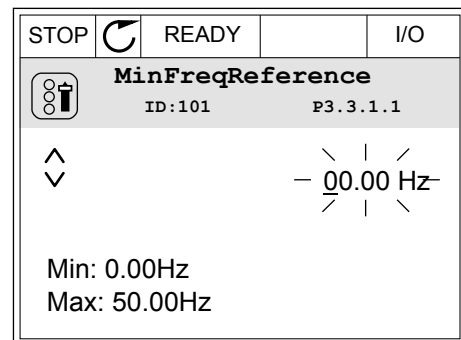 STOP READY I/O
MinFreqReference
ID:101 P3.3.1.1
00.00 Hz
Min: 0.00Hz
Max: 50.00Hz